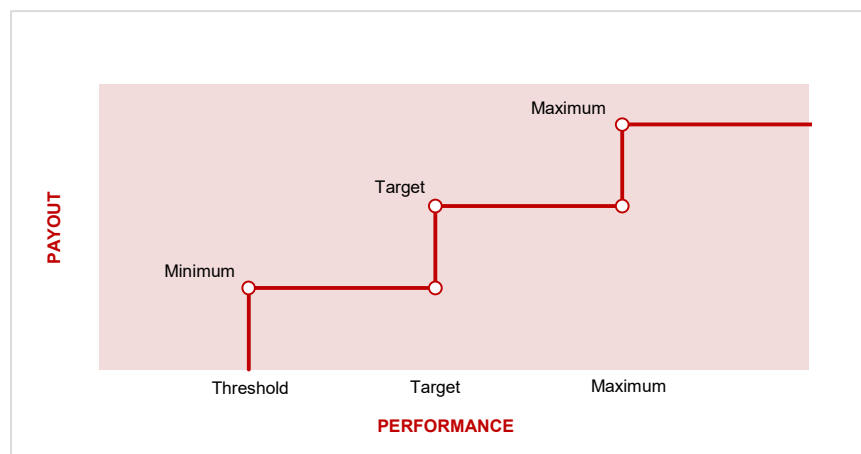 Maximum
Target
PAYOUT
Minimum
Threshold Target Maximum
PERFORMANCE